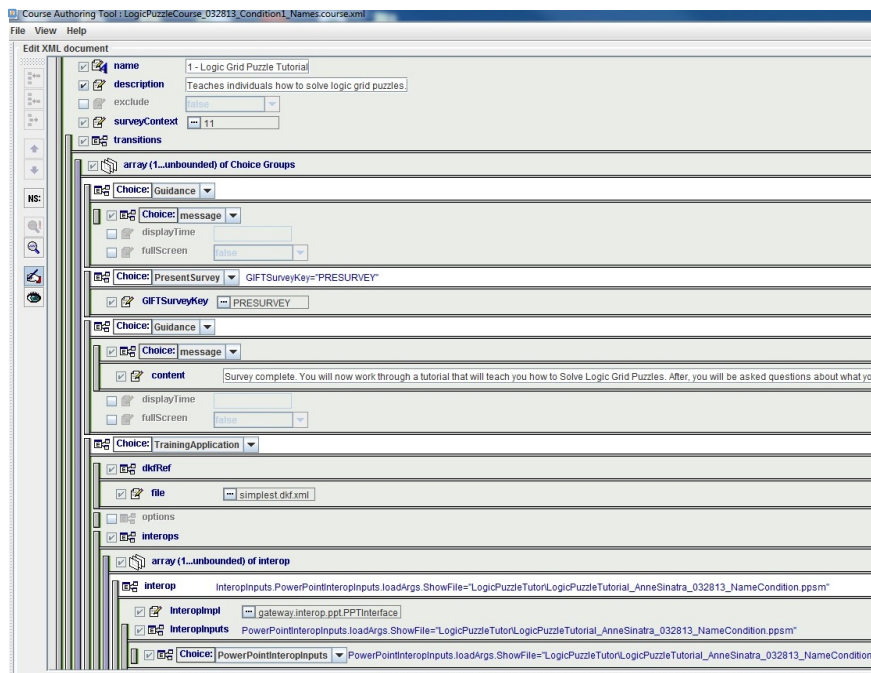 Course Authoring Tool : LogicPuzzleCourse_032813_Condition1_Names.course.xml
File View Help
Edit XML document
name 1 - Logic Grid Puzzle Tutorial
description Teaches individuals how to solve logic grid puzzles.
exclude false
surveyContext ... 11
transitions
array (1...unbounded) of Choice Groups
NS:
Choice: Guidance
Choice: message
displayTime
fullScreen false
Choice: PresentSurvey GIFTSurveyKey="PRESURVEY"
GIFTSurveyKey ... PRESURVEY
Choice: Guidance
Choice: message
content Survey complete. You will now work through a tutorial that will teach you how to Solve Logic Grid Puzzles. After, you will be asked questions about what yo
displayTime
fullScreen false
Choice: TrainingApplication
dkfRef
file ... simplest.dkf.xml
options
interops
array (1...unbounded) of interop
interop InteropInputs.PowerPointInteropInputs.loadArgs.ShowFile="LogicPuzzleTutor\LogicPuzzleTutorial_AnneSinatra_032813_NameCondition.ppsm"
InteropImpl ... gateway.interop.ppt.PPTInterface
InteropInputs PowerPointInteropInputs.loadArgs.ShowFile="LogicPuzzleTutor\LogicPuzzleTutorial_AnneSinatra_032813_NameCondition.ppsm"
Choice: PowerPointInteropInputs PowerPointInteropInputs.loadArgs.ShowFile="LogicPuzzleTutor\LogicPuzzleTutorial_AnneSinatra_032813_NameCondition